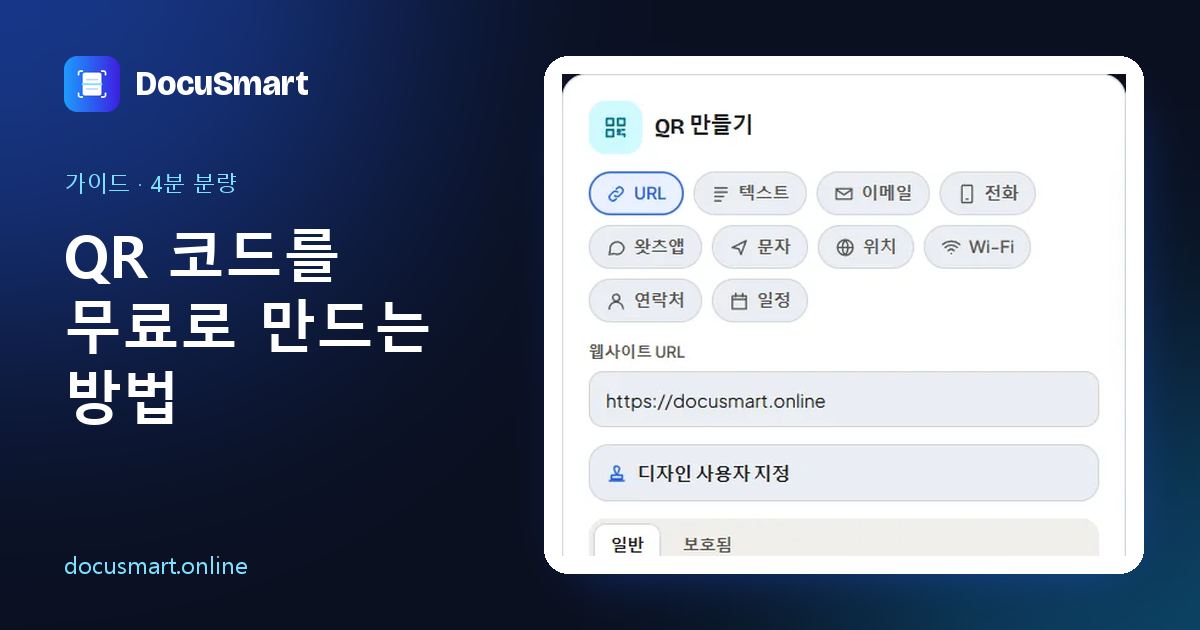 DocuSmart
가이드 · 4분 분량
QR 코드를
무료로 만드는
방법
docusmart.online
QR 만들기
URL 텍스트 이메일 전화
왓츠앱 문자 위치 Wi-Fi
연락처 일정
웹사이트 URL
https://docusmart.online
디자인 사용자 지정
일반 보호됨